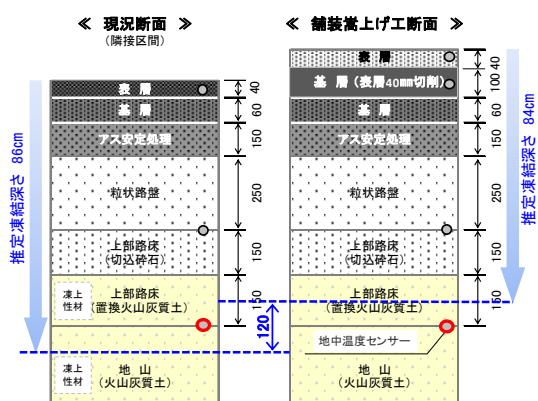 ≪ 現況断面 ≫
(隣接区間)
推定凍結深さ 86cm
表 層
40
基 層
60
アス安定処理
150
粒状路盤
250
上部路床
(切込砕石)
150
凍上
性材
上部路床
(置換火山灰質土)
150
凍上
性材
地 山
(火山灰質土)
120
≪ 舗装嵩上げ工断面 ≫
表 層
40
基 層 (表層40mm切削)
100
基 層
60
アス安定処理
150
粒状路盤
250
上部路床
(切込砕石)
150
上部路床
(置換火山灰質土)
150
地中温度センサー
地 山
(火山灰質土)
推定凍結深さ 84cm